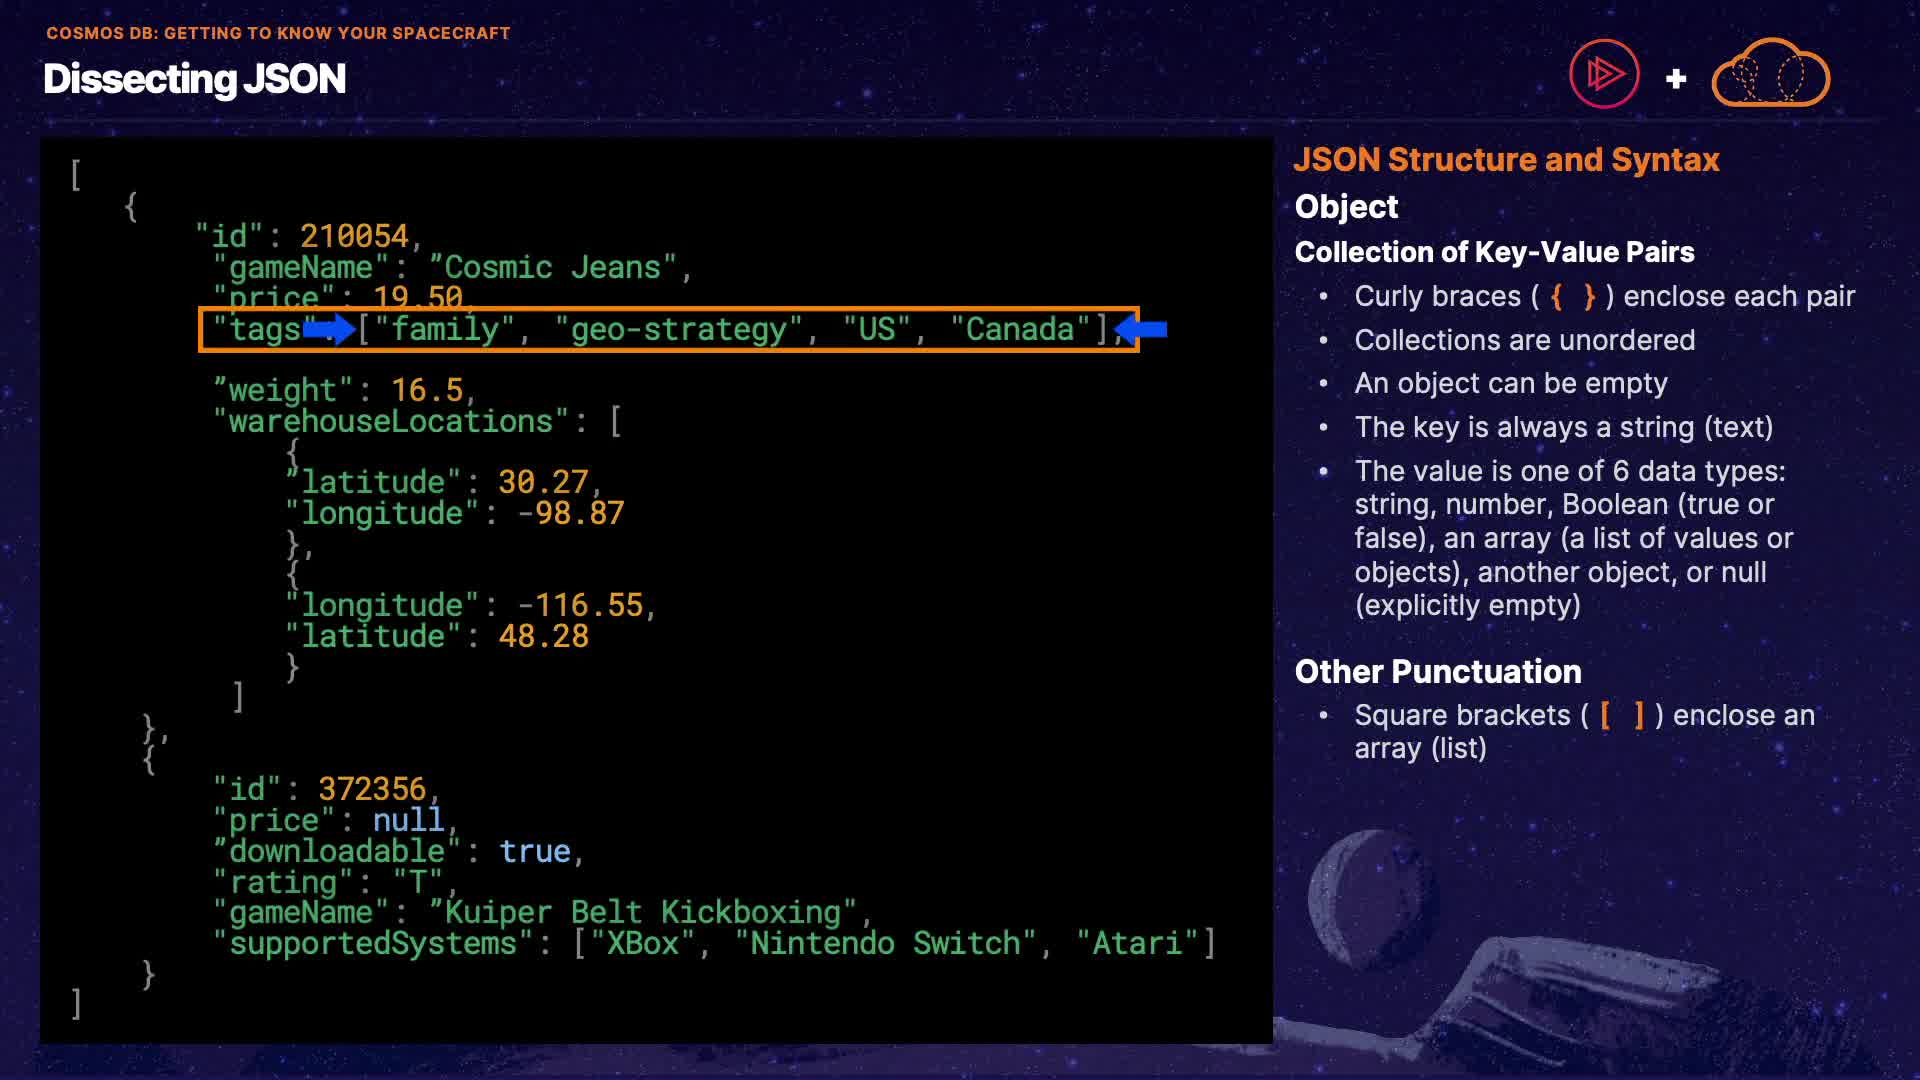 COSMOS DB: GETTING TO KNOW YOUR SPACECRAFT
Dissecting JSON
+
[
{
"id": 210054,
"gameName": ”Cosmic Jeans",
"price": 19.50,
"tags": ["family", "geo-strategy", "US", "Canada"],
”weight": 16.5,
"warehouseLocations": [
{
”latitude": 30.27,
"longitude": -98.87
},
{
"longitude": -116.55,
"latitude": 48.28
}
]
},
{
"id": 372356,
"price": null,
”downloadable": true,
"rating": "T",
"gameName": ”Kuiper Belt Kickboxing",
"supportedSystems": ["XBox", "Nintendo Switch", "Atari"]
}
]
JSON Structure and Syntax
Object
Collection of Key-Value Pairs
• Curly braces ( { } ) enclose each pair
• Collections are unordered
• An object can be empty
• The key is always a string (text)
• The value is one of 6 data types:
string, number, Boolean (true or
false), an array (a list of values or
objects), another object, or null
(explicitly empty)
Other Punctuation
• Square brackets ( [ ] ) enclose an
array (list)